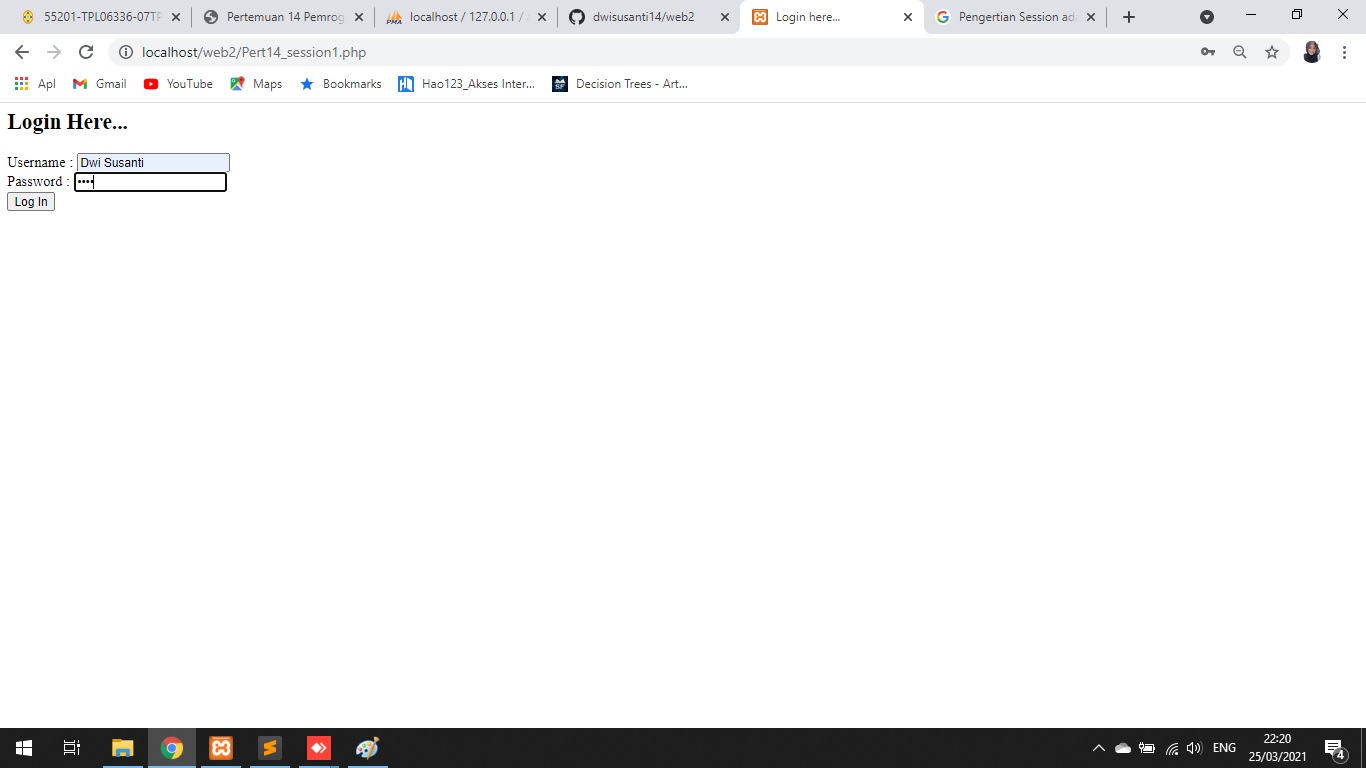 55201-TPL06336-07TP
Pertemuan 14 Pemrog
localhost / 127.0.0.1 /
dwisusanti14/web2
Login here...
Pengertian Session ada
localhost/web2/Pert14_session1.php
Apl
Gmail
YouTube
Maps
Bookmarks
Hao123_Akses Inter...
Decision Trees - Art...
Login Here...
Username : Dwi Susanti
Password : ••••
Log In
ENG
22:20
25/03/2021
4